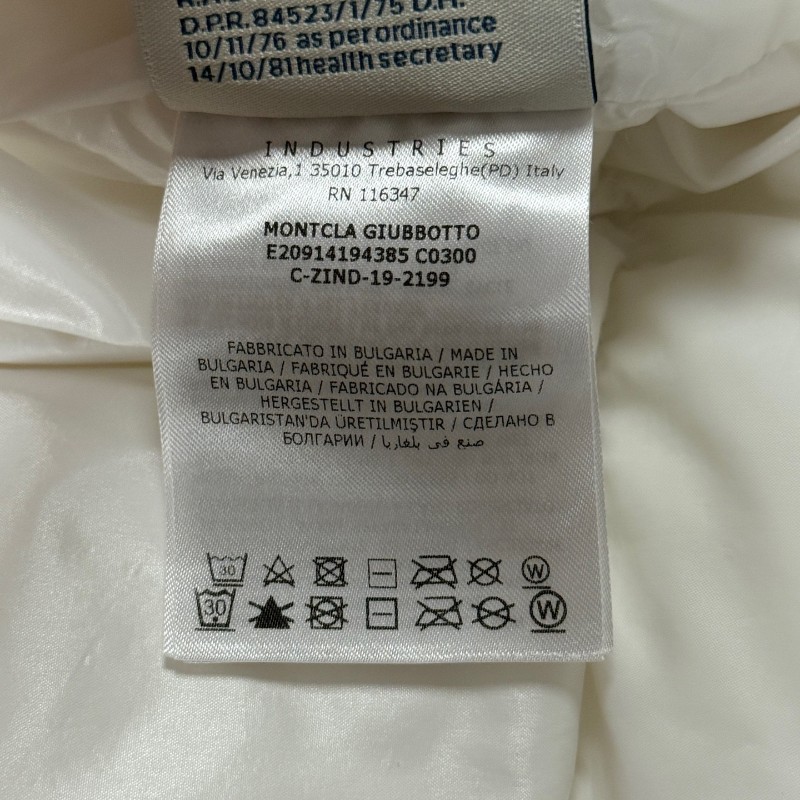 D.P.R. 84523/1/75 D.H.
10/11/76 as per ordinance
14/10/81 health secretary
INDUSTRIES
Via Venezia,1 35010 Trebaseleghe(PD) Italy
RN 116347
MONTCLA GIUBBOTTO
E20914194385 C0300
C-ZIND-19-2199
FABBRICATO IN BULGARIA / MADE IN
BULGARIA / FABRIQUÉ EN BULGARIE / HECHO
EN BULGARIA / FABRICADO NA BULGÁRIA /
HERGESTELLT IN BULGARIEN /
BULGARISTAN'DA ÜRETILMIŞTIR / СДЕЛАНО В
БОЛГАРИИ / صنع في بلغاريا
30 W
30 W